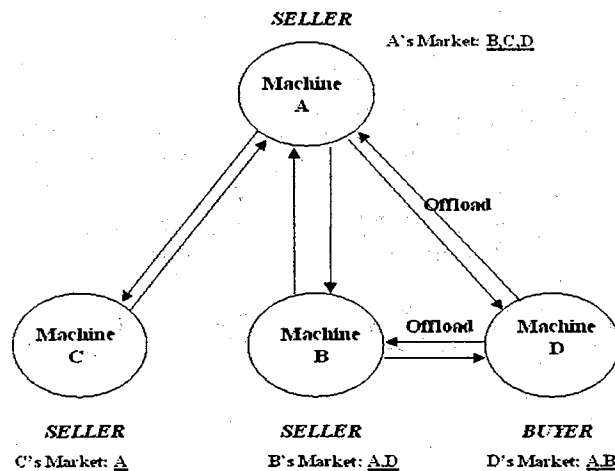 SELLER
A's Market: B,C,D
Machine
A
Offload
Machine
C
Machine
B
Offload
Machine
D
SELLER
SELLER
BUYER
C's Market: A
B's Market: A,D
D's Market: A,B